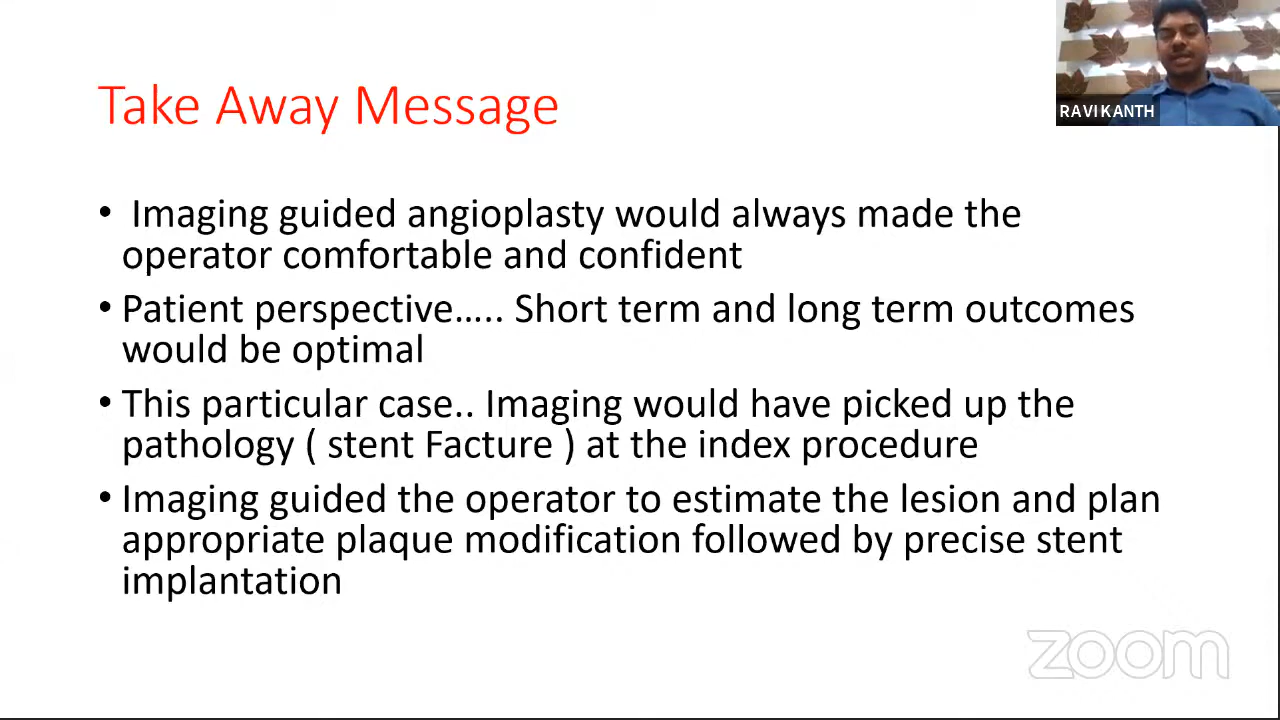 Take Away Message
RAVI KANTH
• Imaging guided angioplasty would always made the
operator comfortable and confident
• Patient perspective….. Short term and long term outcomes
would be optimal
• This particular case.. Imaging would have picked up the
pathology ( stent Facture ) at the index procedure
• Imaging guided the operator to estimate the lesion and plan
appropriate plaque modification followed by precise stent
implantation
zoom